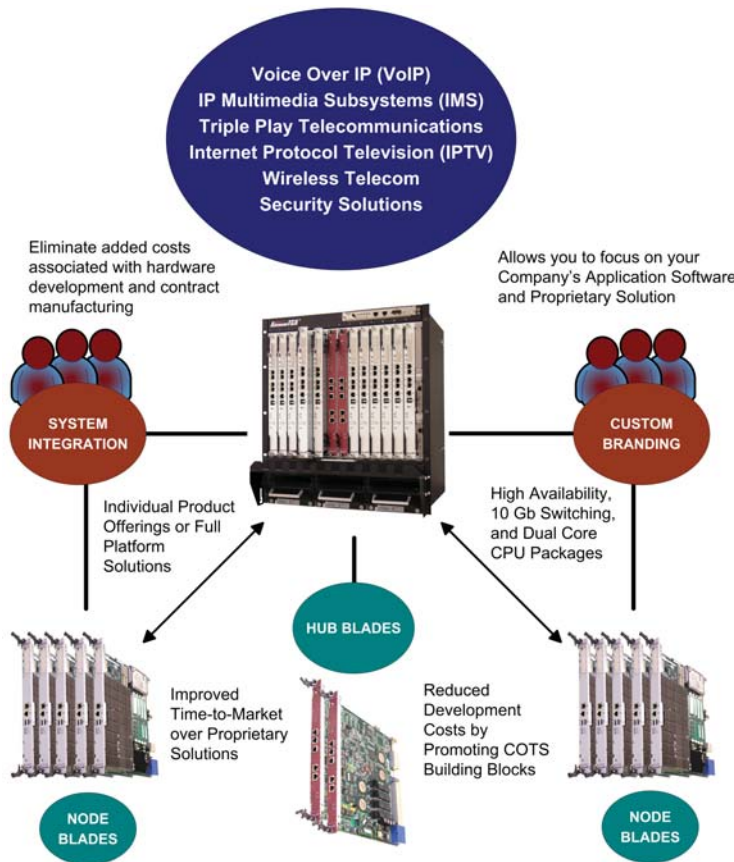 Voice Over IP (VoIP)
IP Multimedia Subsystems (IMS)
Triple Play Telecommunications
Internet Protocol Television (IPTV)
Wireless Telecom
Security Solutions
Eliminate added costs
associated with hardware
development and contract
manufacturing
Allows you to focus on your
Company's Application Software
and Proprietary Solution
SYSTEM
INTEGRATION
CUSTOM
BRANDING
Individual Product
Offerings or Full
Platform
Solutions
High Availability,
10 Gb Switching,
and Dual Core
CPU Packages
HUB BLADES
Improved
Time-to-Market
over Proprietary
Solutions
Reduced
Development
Costs by
Promoting COTS
Building Blocks
NODE
BLADES
NODE
BLADES